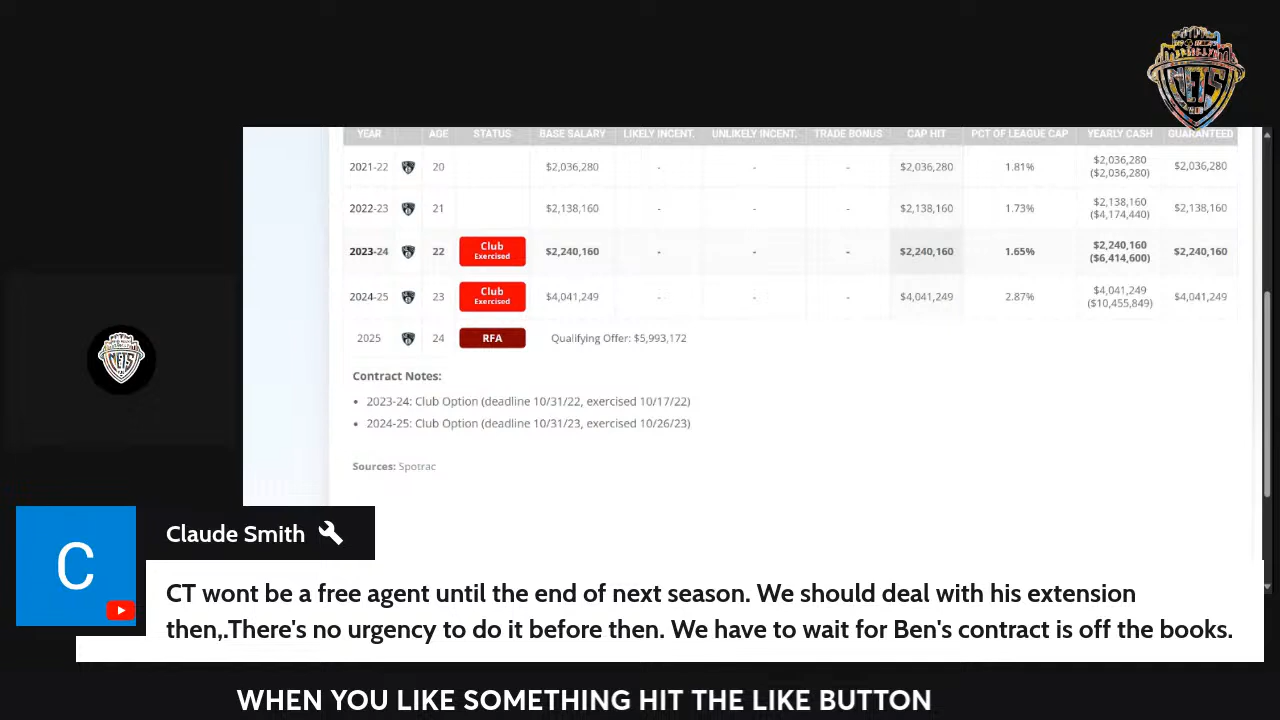 NETS
YEAR AGE STATUS BASE SALARY LIKELY INCENT. UNLIKELY INCENT. TRADE BONUS CAP HIT PCT OF LEAGUE CAP YEARLY CASH GUARANTEED
2021-22 20 $2,036,280 - - - $2,036,280 1.81% $2,036,280 ($2,036,280) $2,036,280
2022-23 21 $2,138,160 - - - $2,138,160 1.73% $2,138,160 ($4,174,440) $2,138,160
2023-24 22 Club Exercised $2,240,160 - - - $2,240,160 1.65% $2,240,160 ($6,414,600) $2,240,160
2024-25 23 Club Exercised $4,041,249 - - - $4,041,249 2.87% $4,041,249 ($10,455,849) $4,041,249
2025 24 RFA Qualifying Offer: $5,993,172
Contract Notes:
• 2023-24: Club Option (deadline 10/31/22, exercised 10/17/22)
• 2024-25: Club Option (deadline 10/31/23, exercised 10/26/23)
Sources: Spotrac
NETS
C
Claude Smith
CT wont be a free agent until the end of next season. We should deal with his extension
then,.There's no urgency to do it before then. We have to wait for Ben's contract is off the books.
WHEN YOU LIKE SOMETHING HIT THE LIKE BUTTON